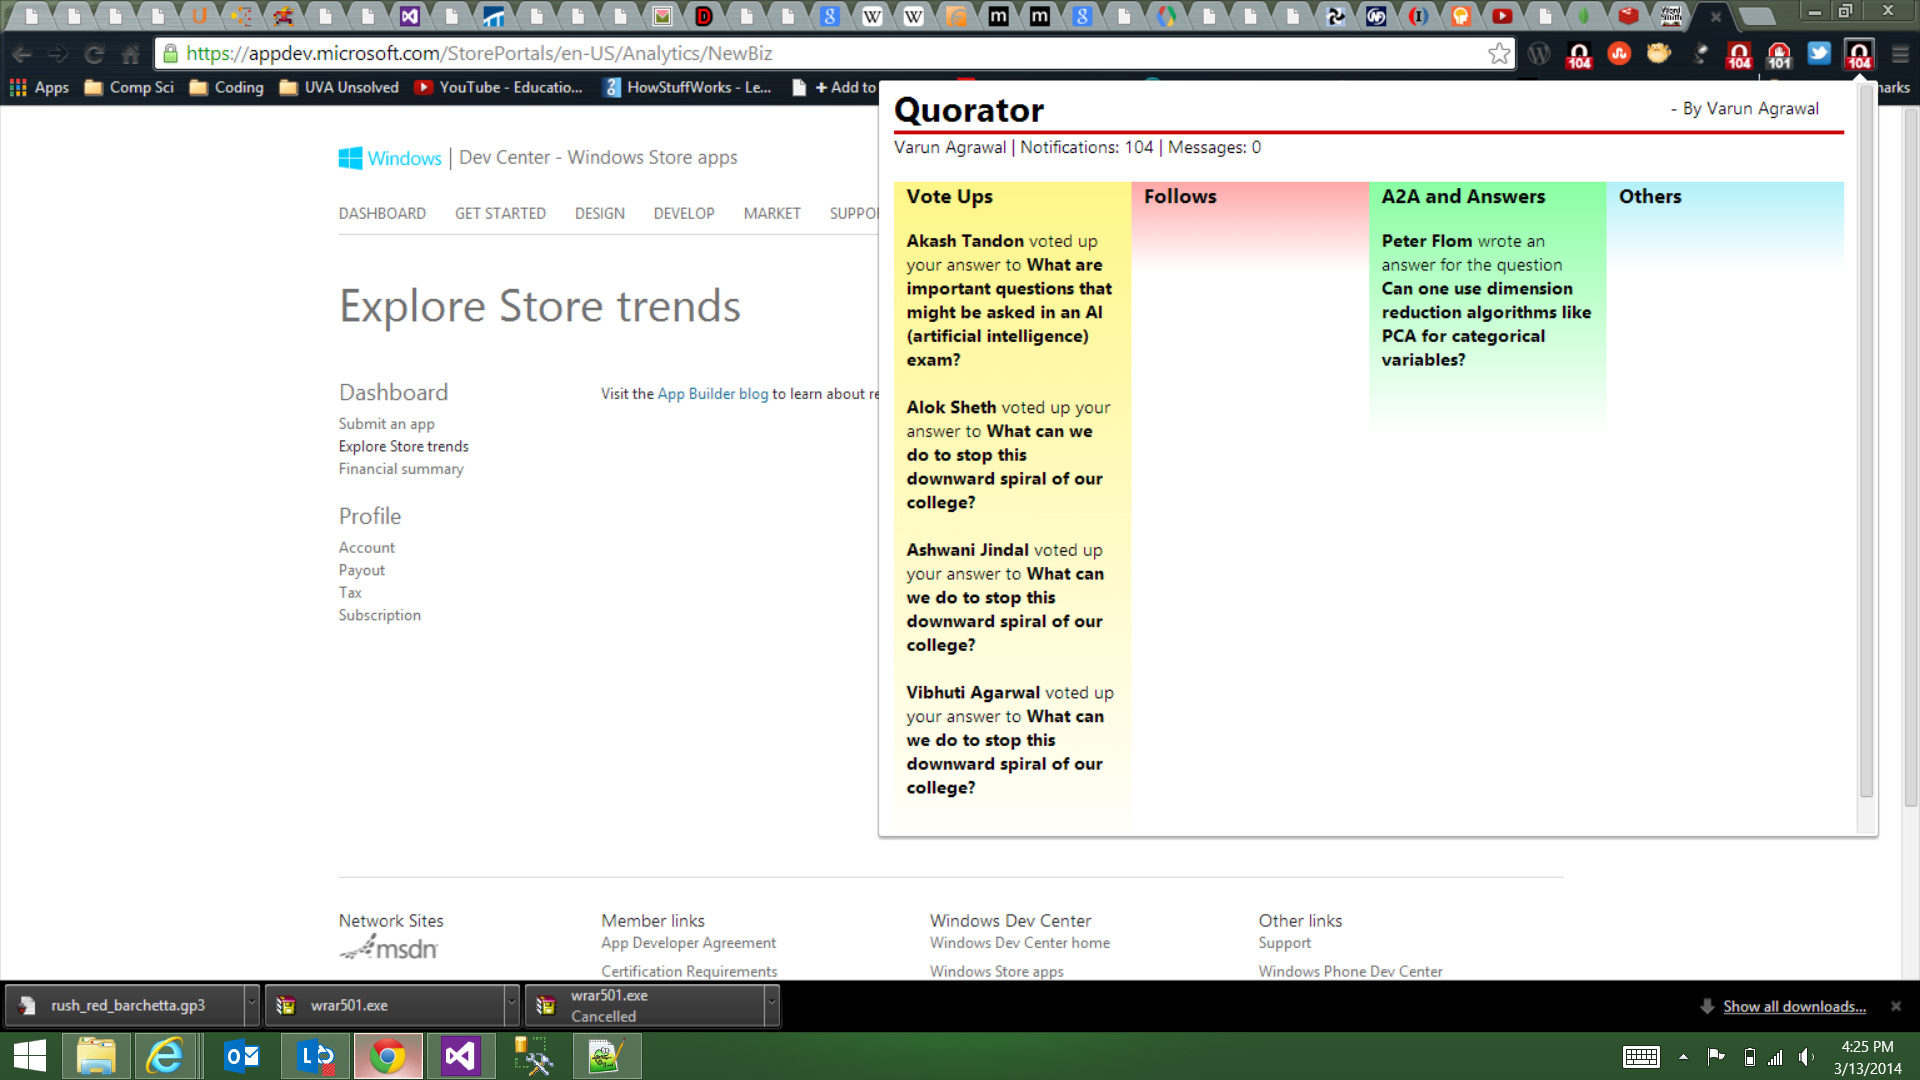 https://appdev.microsoft.com/StorePortals/en-US/Analytics/NewBiz
104
104
101
104
Apps
Comp Sci
Coding
UVA Unsolved
YouTube - Educatio...
HowStuffWorks - Le...
+ Add to
narks
Quorator
- By Varun Agrawal
Varun Agrawal | Notifications: 104 | Messages: 0
Vote Ups
Akash Tandon voted up
your answer to What are
important questions that
might be asked in an AI
(artificial intelligence)
exam?
Alok Sheth voted up your
answer to What can we
do to stop this
downward spiral of our
college?
Ashwani Jindal voted up
your answer to What can
we do to stop this
downward spiral of our
college?
Vibhuti Agarwal voted up
your answer to What can
we do to stop this
downward spiral of our
college?
Follows
A2A and Answers
Peter Flom wrote an
answer for the question
Can one use dimension
reduction algorithms like
PCA for categorical
variables?
Others
Windows | Dev Center - Windows Store apps
DASHBOARD GET STARTED DESIGN DEVELOP MARKET SUPPO
Explore Store trends
Dashboard
Submit an app
Explore Store trends
Financial summary
Profile
Account
Payout
Tax
Subscription
Visit the App Builder blog to learn about re
Network Sites
msdn
Member links
App Developer Agreement
Certification Requirements
Windows Dev Center
Windows Dev Center home
Windows Store apps
Other links
Support
Windows Phone Dev Center
rush_red_barchetta.gp3
wrar501.exe
wrar501.exe
Cancelled
Show all downloads...
4:25 PM
3/13/2014